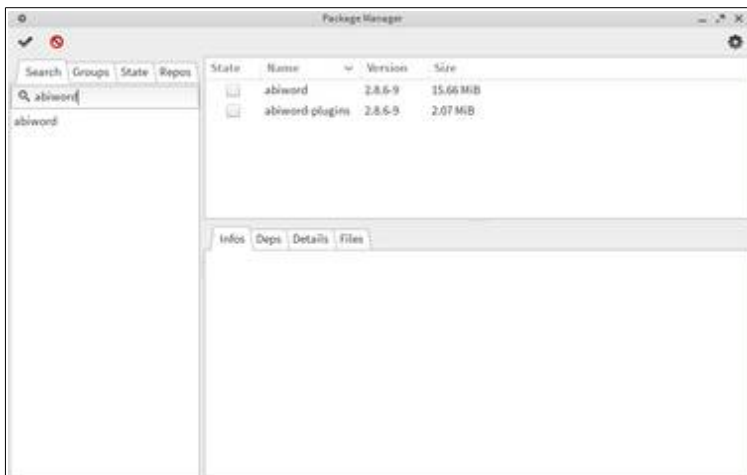 Package Manager
Search Groups State Repos
abiword
abiword
State Name Version Size
abiword 2.8.6-9 15.66 MiB
abiword-plugins 2.8.6-9 2.07 MiB
Infos Deps Details Files